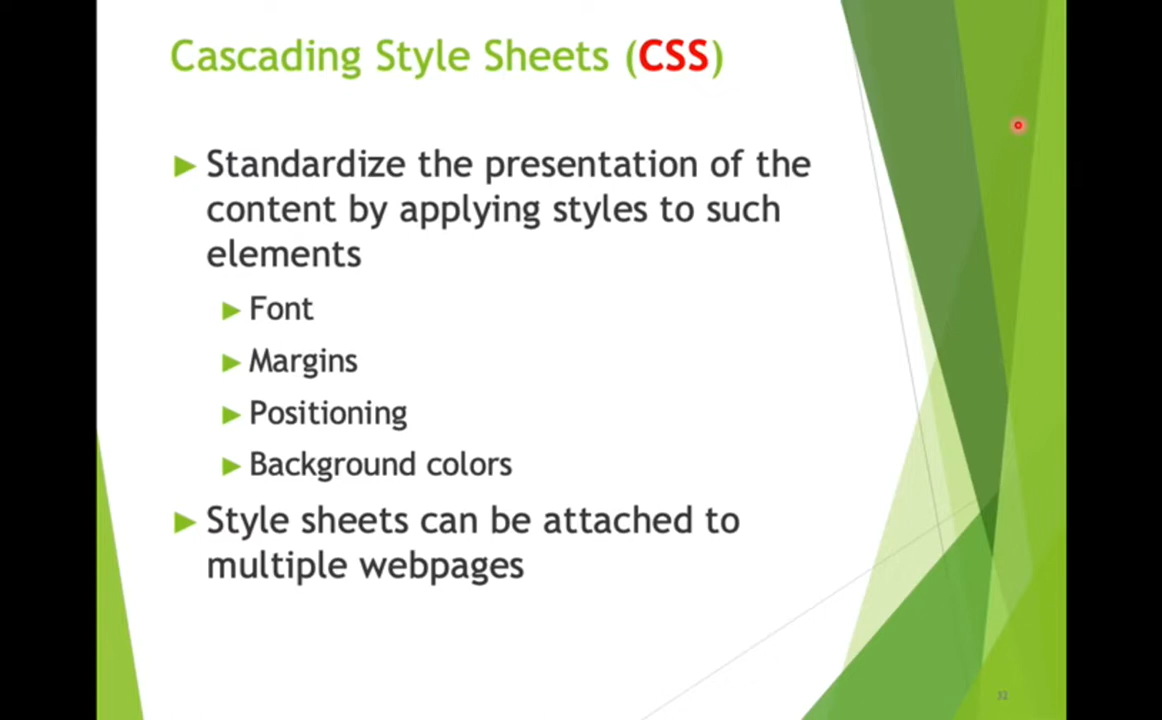 Cascading Style Sheets (CSS)
Standardize the presentation of the
content by applying styles to such
elements
Font
Margins
Positioning
Background colors
Style sheets can be attached to
multiple webpages